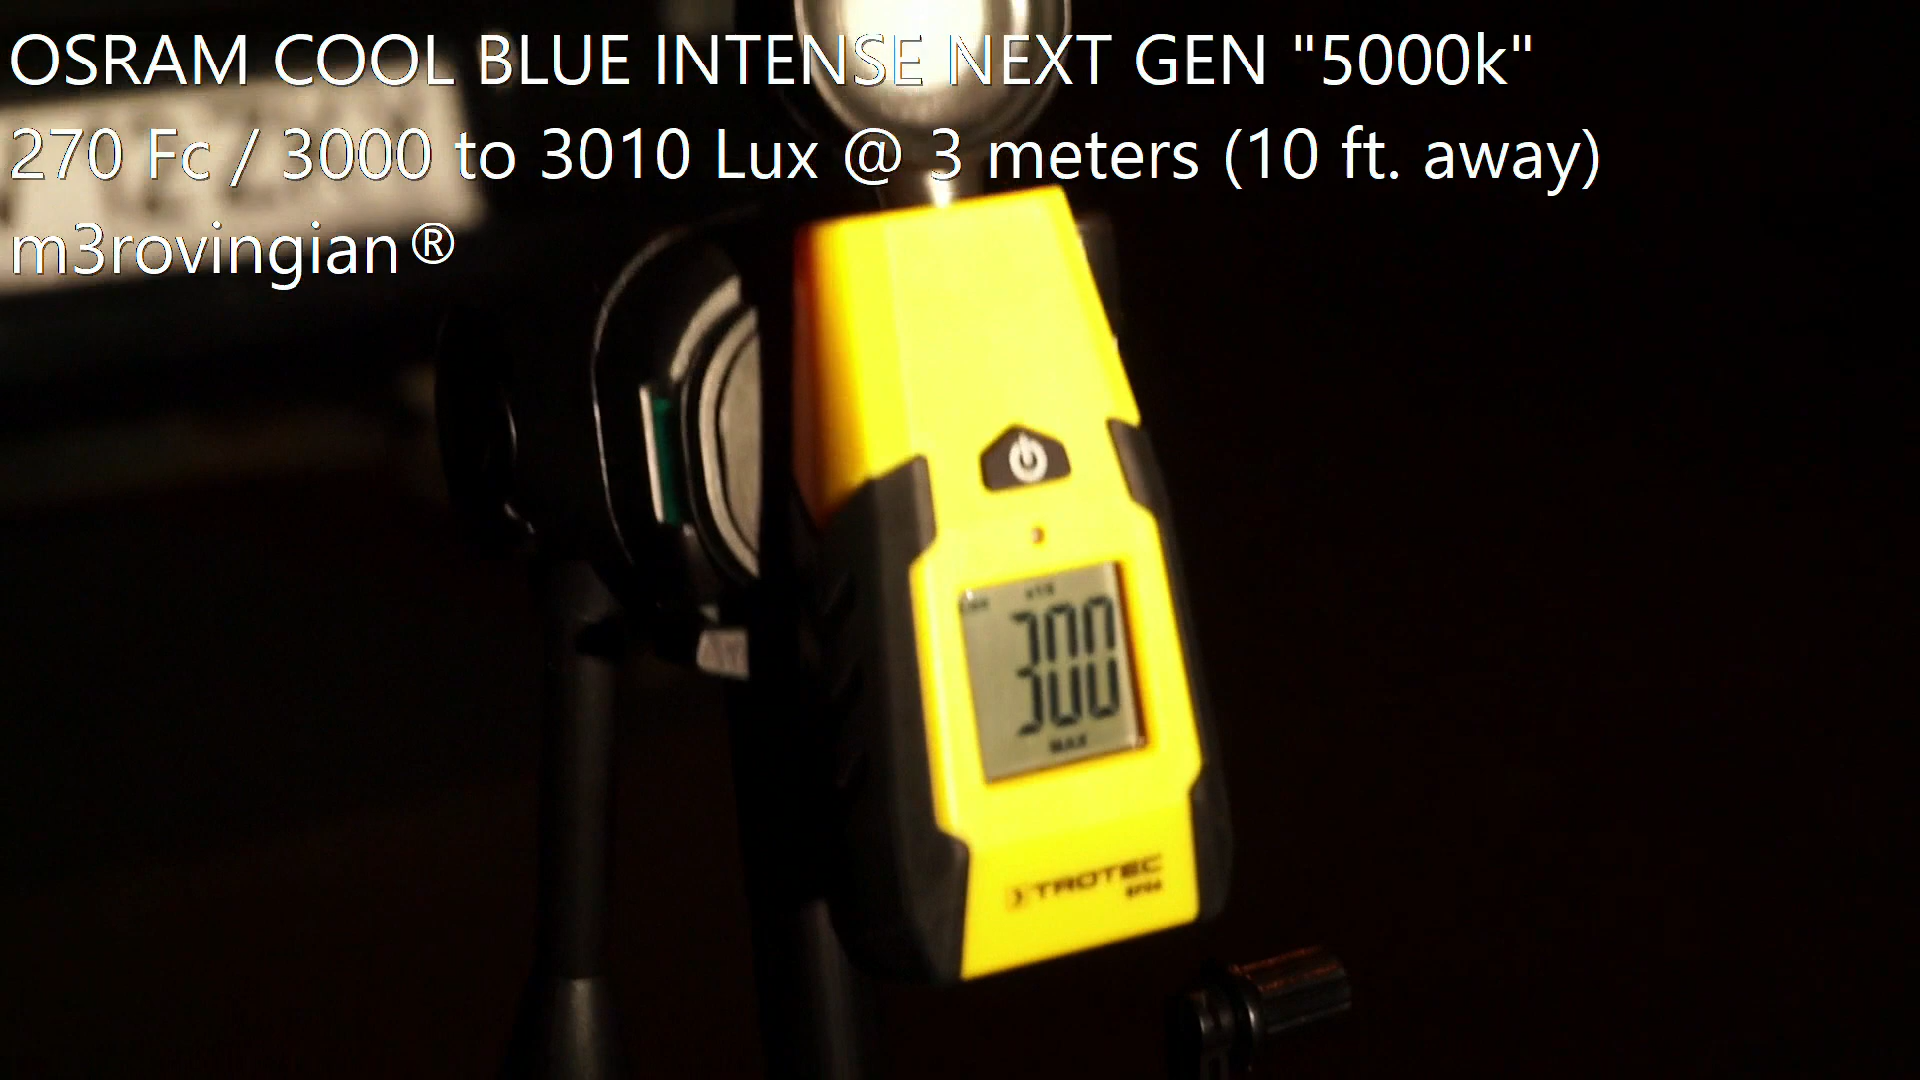 OSRAM COOL BLUE INTENSE NEXT GEN "5000k"
270 Fc / 3000 to 3010 Lux @ 3 meters (10 ft. away)
m3rovingian®
x10
300
MAX
TROTEC